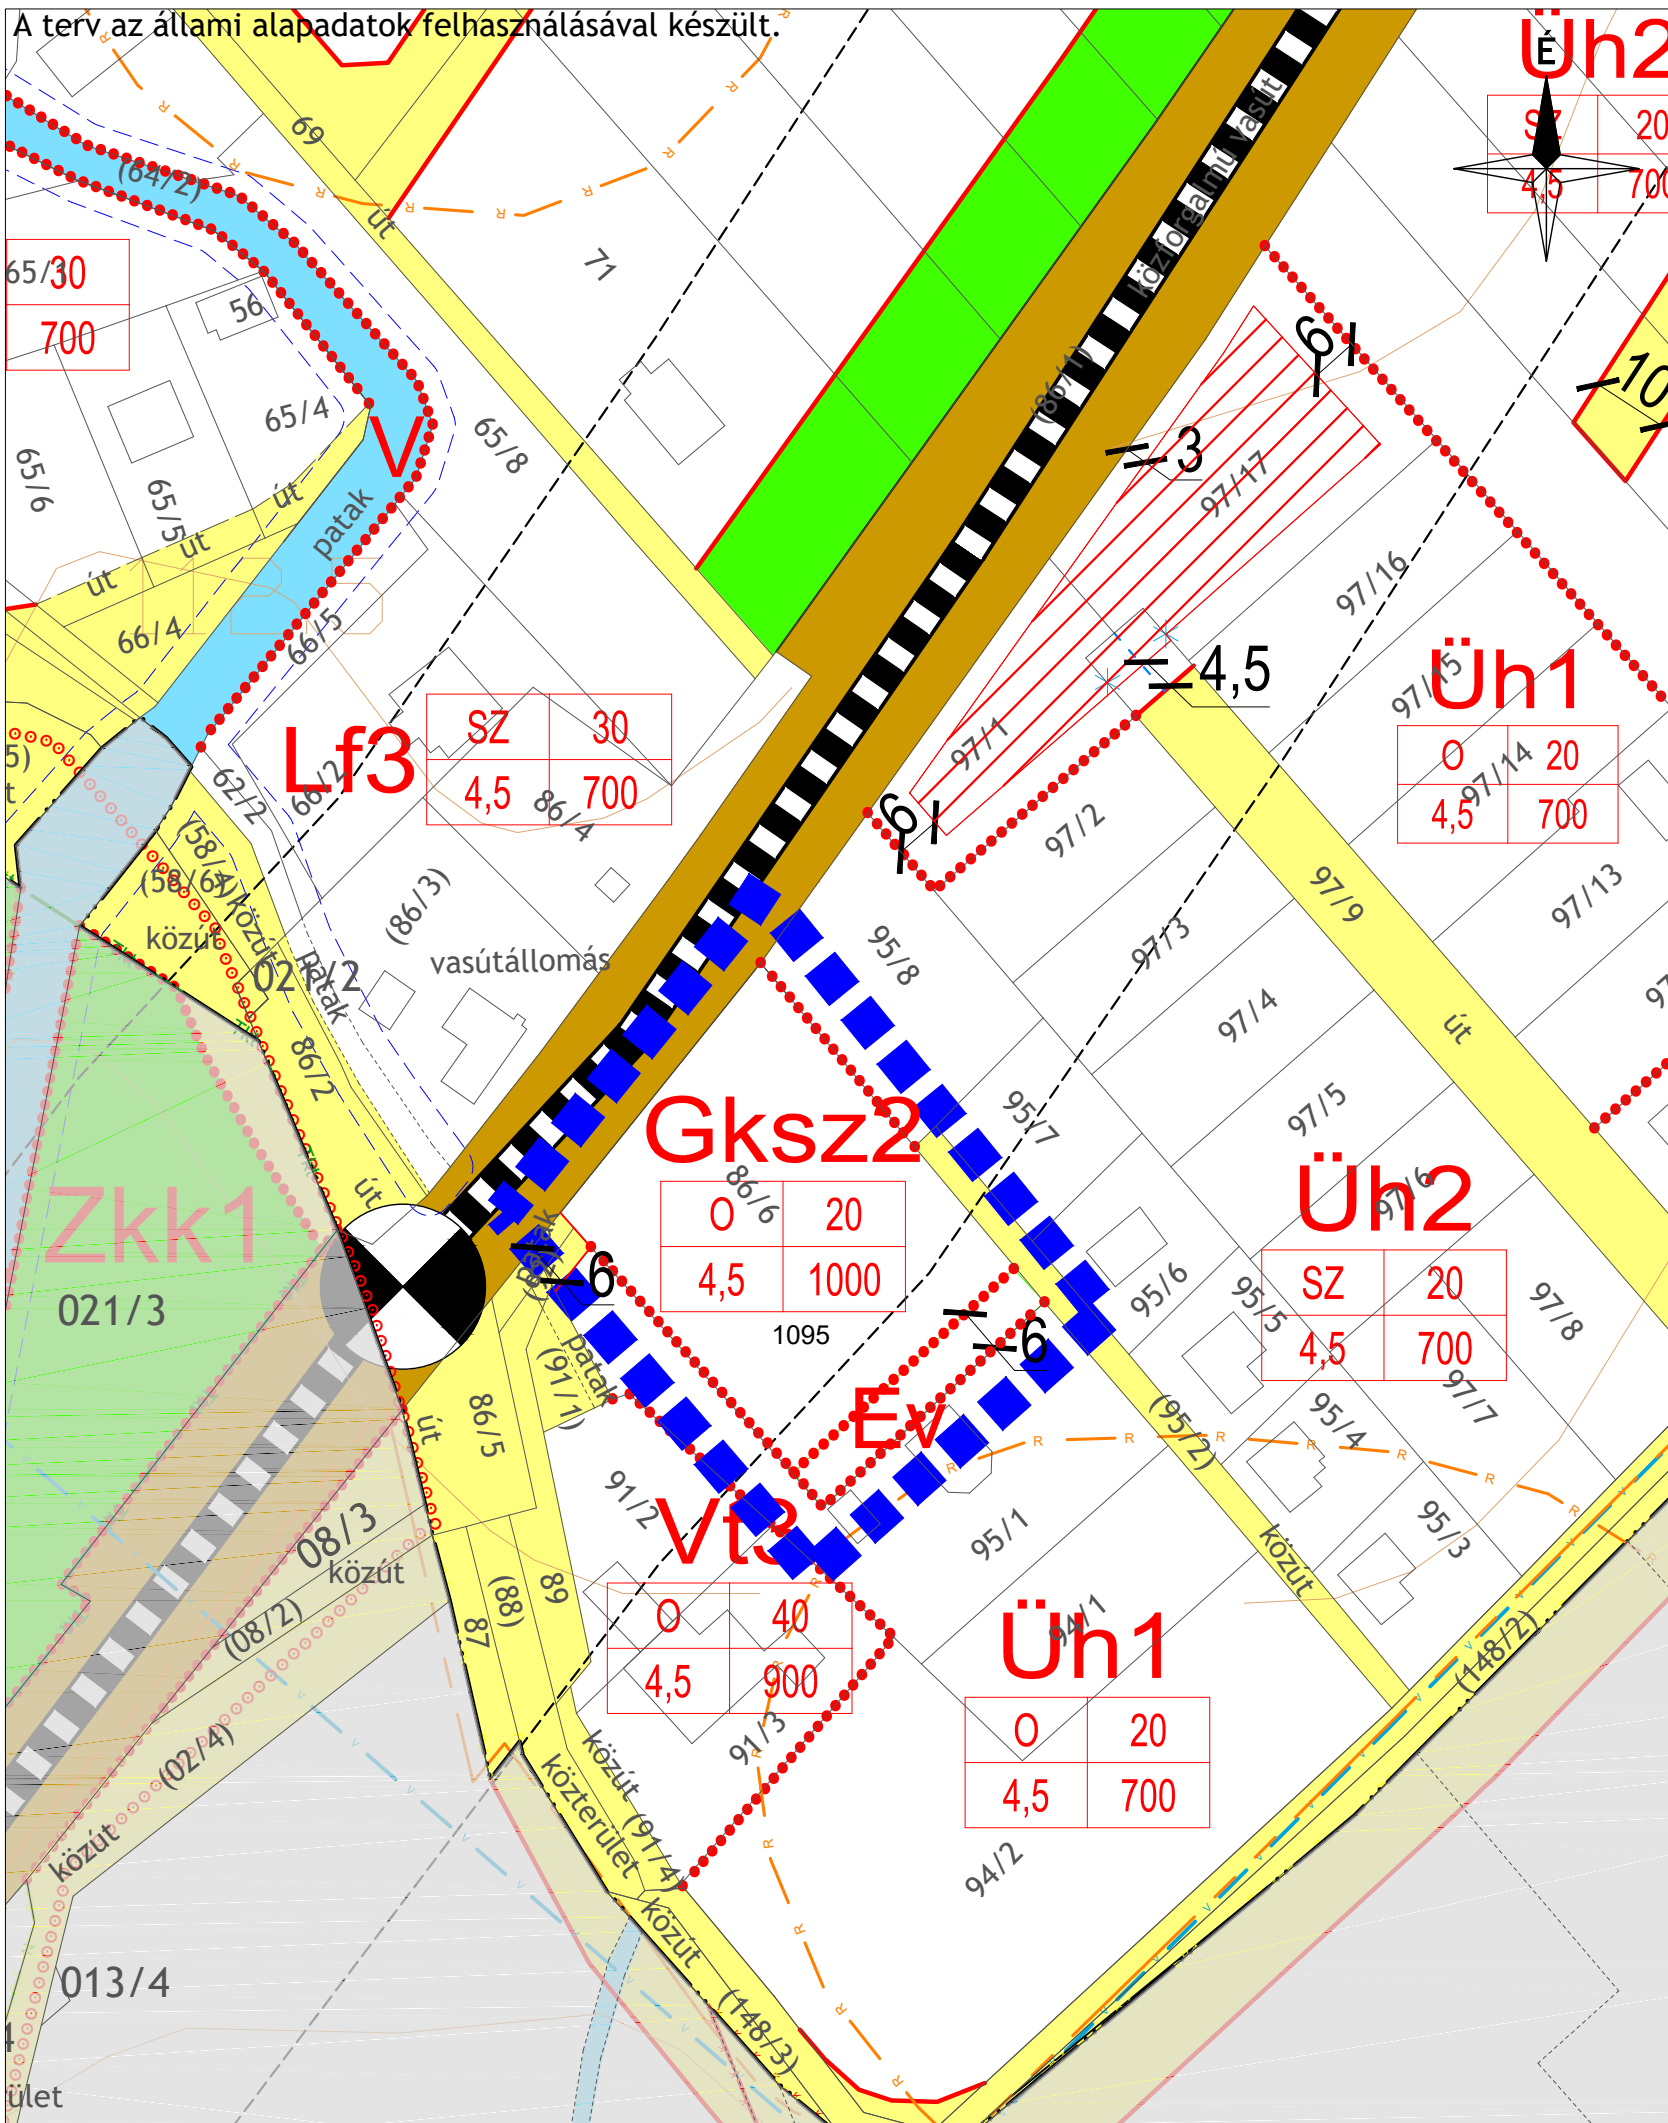 A terv az állami alapadatok felhasználásával készült.
Üh2
É
SZ 20
4,5 700
69
(64/2)
út
71
65/1
30
700
56
65/4
65/6
65/5
út
út
út
patak
V
65/8
66/4
66/5
közforgalmú vasút
(86/1)
6
10
3
97/17
97/16
4,5
97/15
Üh1
O 20
4,5 700
97/14
97/13
97/1
97/2
97/9
6
Lf3
SZ 30
4,5 700
62/2
66/2
86/4
(58/4)
(58/6)
közút
közút
021/2
patak
(86/3)
vasútállomás
86/2
út
95/8
97/3
97/4
út
97/5
95/7
97/6
Gksz2
86/6
O 20
4,5 1000
1095
Üh2
SZ 20
4,5 700
Zkk1
021/3
patak
6
patak
(91/1)
6
Ev
95/6
95/5
97/8
97/7
95/4
(95/2)
95/3
86/5
út
91/2
Vt3
O 40
4,5 900
95/1
közút
08/3
közút
(08/2)
(02/4)
közút
87
(88)
89
94/1
Üh1
O 20
4,5 700
(148/2)
91/3
közút
(91/4)
közterület
közút
94/2
(148/3)
013/4
ület